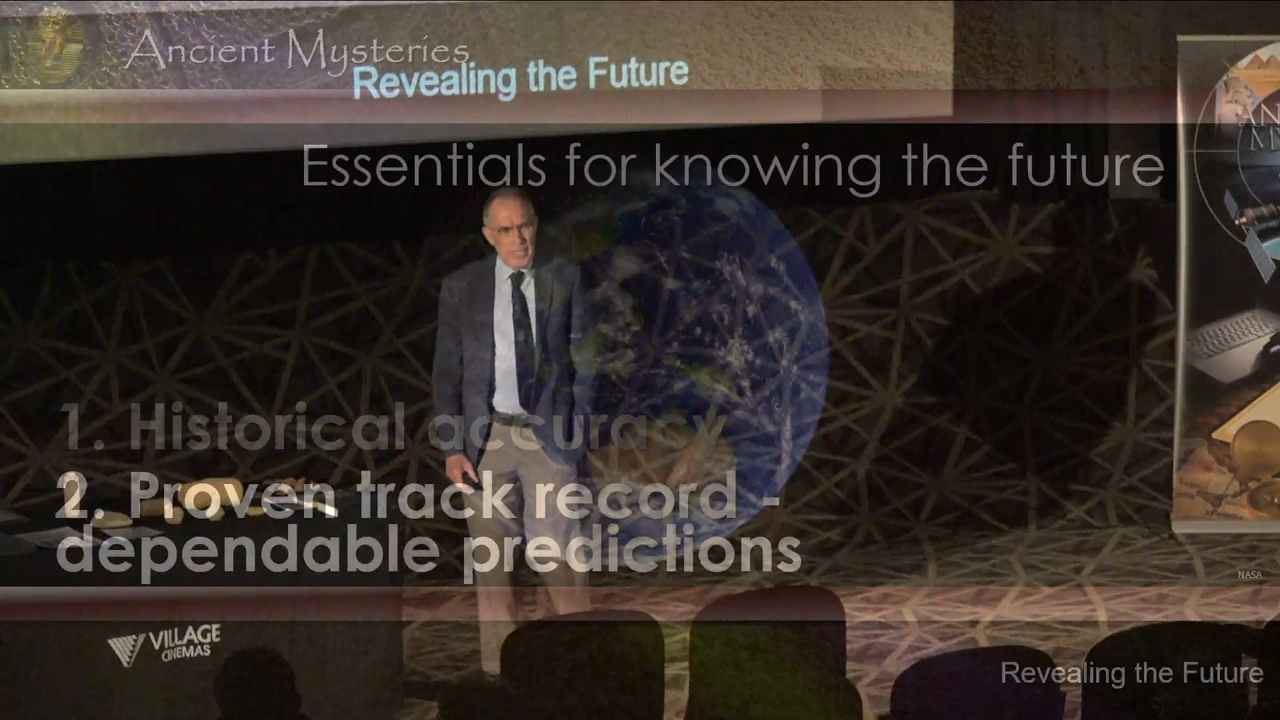 Ancient Mysteries
Revealing the Future
Essentials for knowing the future
1. Historical accuracy
2. Proven track record -
dependable predictions
NASA
VILLAGE
CINEMAS
Revealing the Future